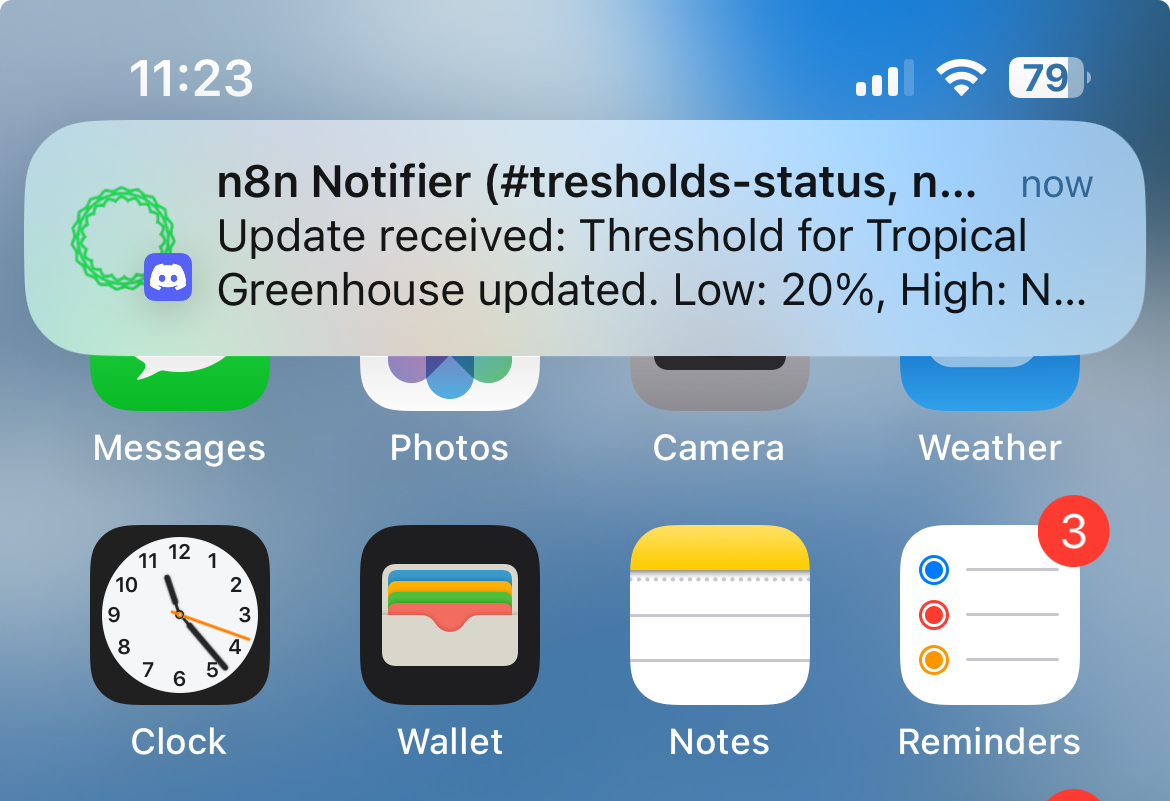 11:23
79
n8n Notifier (#tresholds-status, n...
now
Update received: Threshold for Tropical
Greenhouse updated. Low: 20%, High: N...
Messages
Photos
Camera
Weather
12
1
2
3
4
5
6
7
8
9
10
11
3
Clock
Wallet
Notes
Reminders